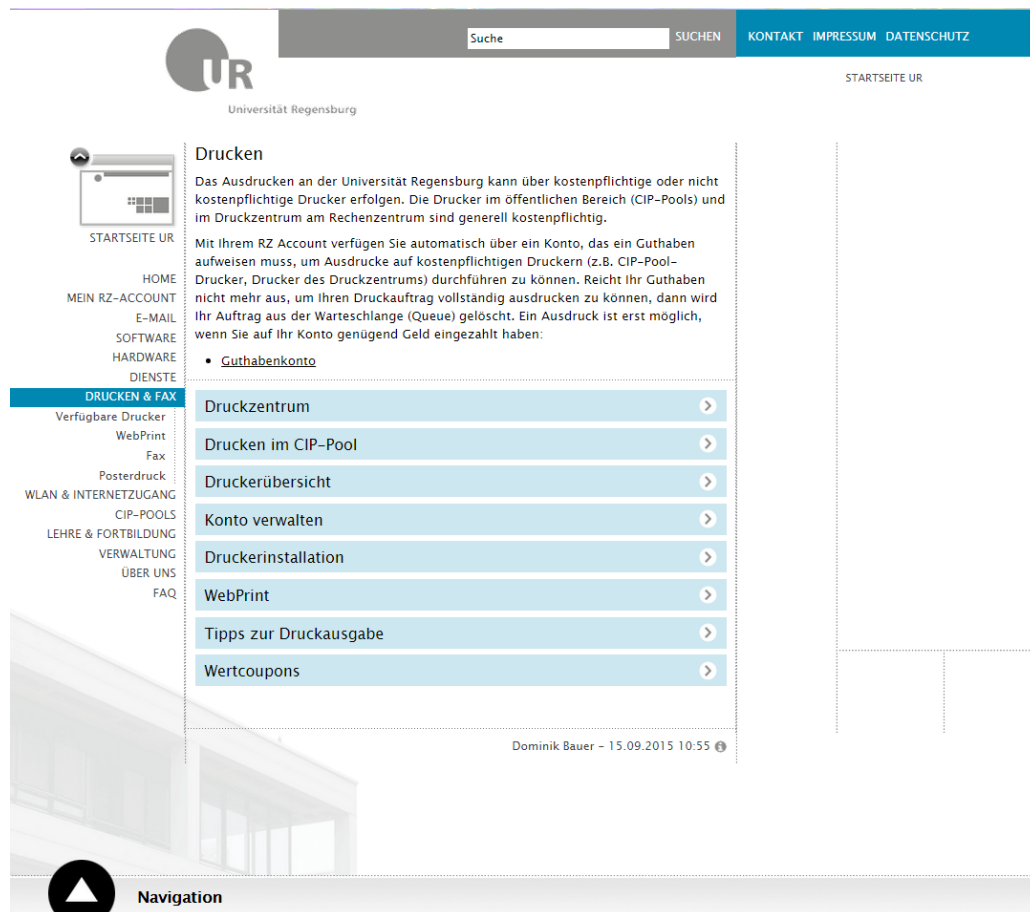 Suche
SUCHEN
KONTAKT IMPRESSUM DATENSCHUTZ
UR
Universität Regensburg
STARTSEITE UR
STARTSEITE UR
HOME
MEIN RZ-ACCOUNT
E-MAIL
SOFTWARE
HARDWARE
DIENSTE
DRUCKEN & FAX
Verfügbare Drucker
WebPrint
Fax
Posterdruck
WLAN & INTERNETZUGANG
CIP-POOLS
LEHRE & FORTBILDUNG
VERWALTUNG
ÜBER UNS
FAQ
Drucken
Das Ausdrucken an der Universität Regensburg kann über kostenpflichtige oder nicht
kostenpflichtige Drucker erfolgen. Die Drucker im öffentlichen Bereich (CIP-Pools) und
im Druckzentrum am Rechenzentrum sind generell kostenpflichtig.
Mit Ihrem RZ Account verfügen Sie automatisch über ein Konto, das ein Guthaben
aufweisen muss, um Ausdrucke auf kostenpflichtigen Druckern (z.B. CIP-Pool-
Drucker, Drucker des Druckzentrums) durchführen zu können. Reicht Ihr Guthaben
nicht mehr aus, um Ihren Druckauftrag vollständig ausdrucken zu können, dann wird
Ihr Auftrag aus der Warteschlange (Queue) gelöscht. Ein Ausdruck ist erst möglich,
wenn Sie auf Ihr Konto genügend Geld eingezahlt haben:
• Guthabenkonto
Druckzentrum
Drucken im CIP-Pool
Druckerübersicht
Konto verwalten
Druckerinstallation
WebPrint
Tipps zur Druckausgabe
Wertcoupons
Dominik Bauer - 15.09.2015 10:55
Navigation